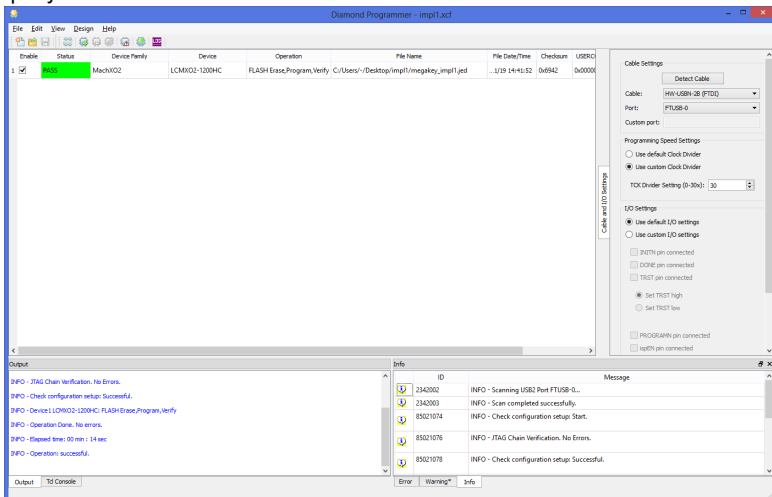 Diamond Programmer - impl1.xcf
File Edit View Design Help
LOG
Enable Status Device Family Device Operation File Name File Date/Time Checksum USERC
1 PASS MachXO2 LCMXO2-1200HC FLASH Erase,Program,Verify C:/Users/-/Desktop/impl1/megakey_impl1.jed ...1/19 14:41:52 0x6942 0x00000
Cable and I/O Settings
Cable Settings
Detect Cable
Cable: HW-USBN-2B (FTDI)
Port: FTUSB-0
Custom port:
Programming Speed Settings
Use default Clock Divider
Use custom Clock Divider
TCK Divider Setting (0-30x): 30
I/O Settings
Use default I/O settings
Use custom I/O settings
INITN pin connected
DONE pin connected
TRST pin connected
Set TRST high
Set TRST low
PROGRAMN pin connected
ispEN pin connected
Output
INFO - JTAG Chain Verification. No Errors.
INFO - Check configuration setup: Successful.
INFO - Device1 LCMXO2-1200HC: FLASH Erase,Program,Verify
INFO - Operation Done. No errors.
INFO - Elapsed time: 00 min : 14 sec
INFO - Operation: successful.
Output Tcl Console
Info
ID Message
2342002 INFO - Scanning USB2 Port FTUSB-0...
2342003 INFO - Scan completed successfully.
85021074 INFO - Check configuration setup: Start.
85021076 INFO - JTAG Chain Verification. No Errors.
85021078 INFO - Check configuration setup: Successful.
Error Warning* Info